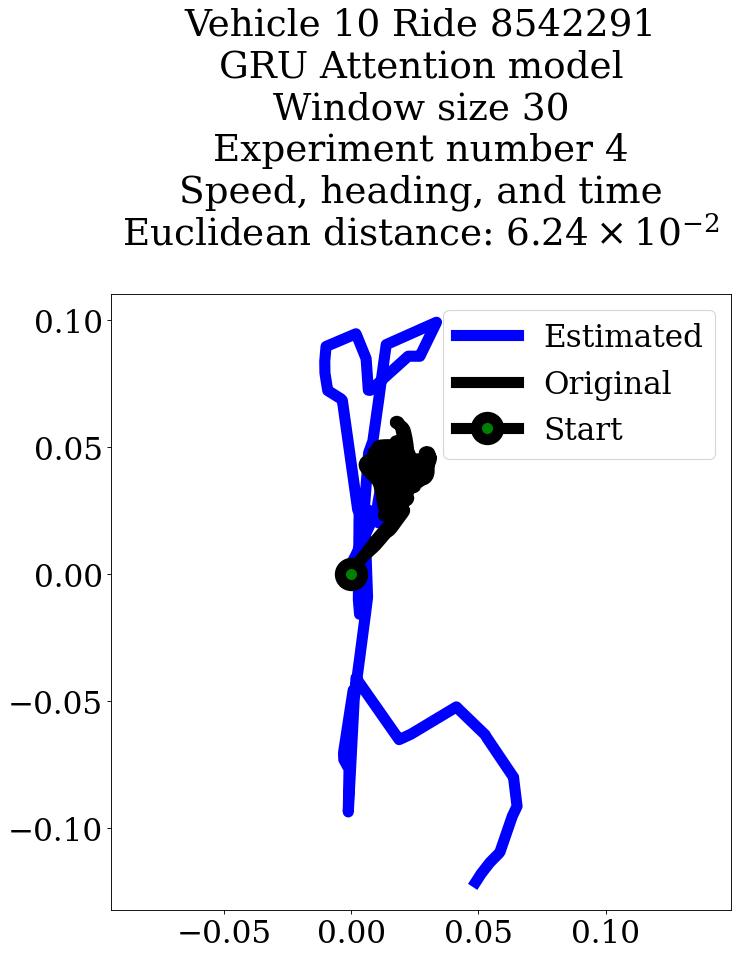 Vehicle 10 Ride 8542291
GRU Attention model
Window size 30
Experiment number 4
Speed, heading, and time
Euclidean distance: 6.24 × 10⁻²
0.10
0.05
0.00
−0.05
−0.10
Estimated
Original
Start
−0.05 0.00 0.05 0.10